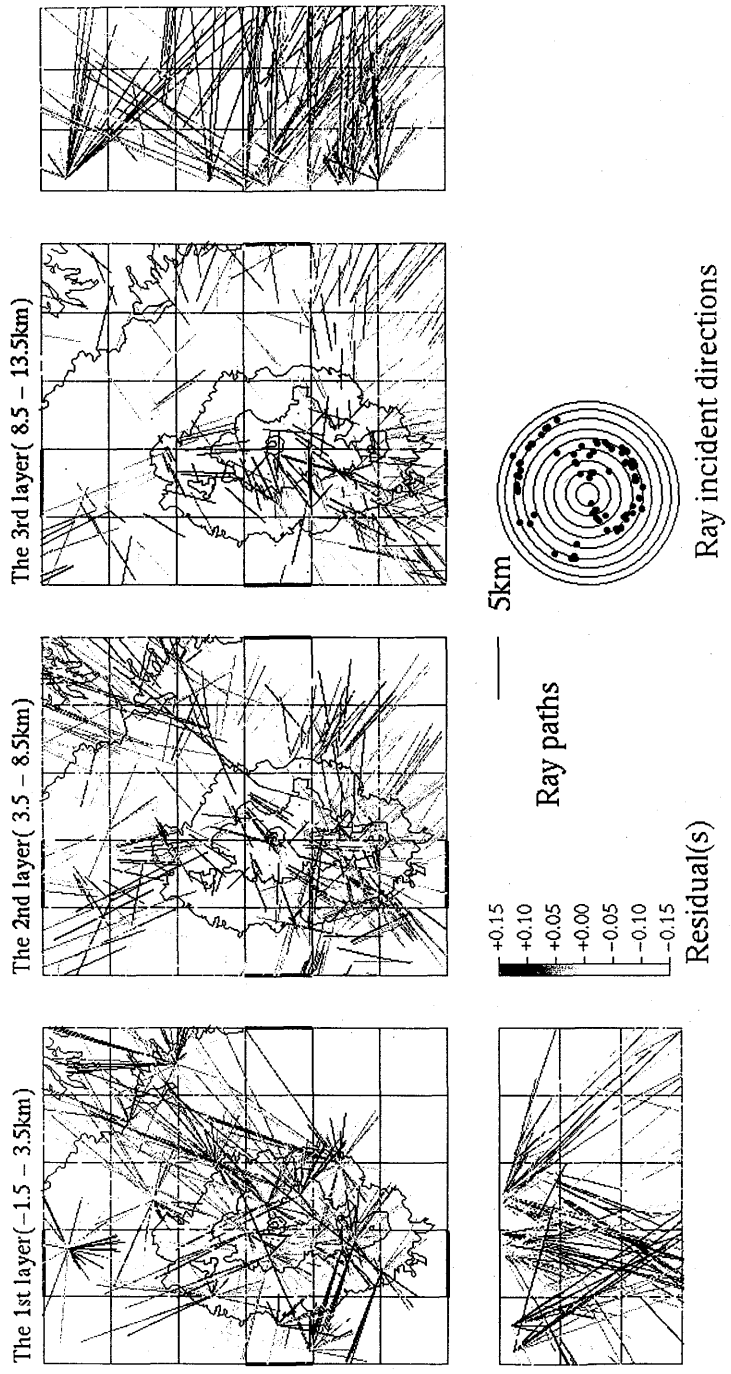 The 1st layer(−1.5 − 3.5km)
The 2nd layer( 3.5 − 8.5km)
The 3rd layer( 8.5 − 13.5km)
+0.15
+0.10
+0.05
+0.00
−0.05
−0.10
−0.15
Residual(s)
Ray paths
5km
Ray incident directions